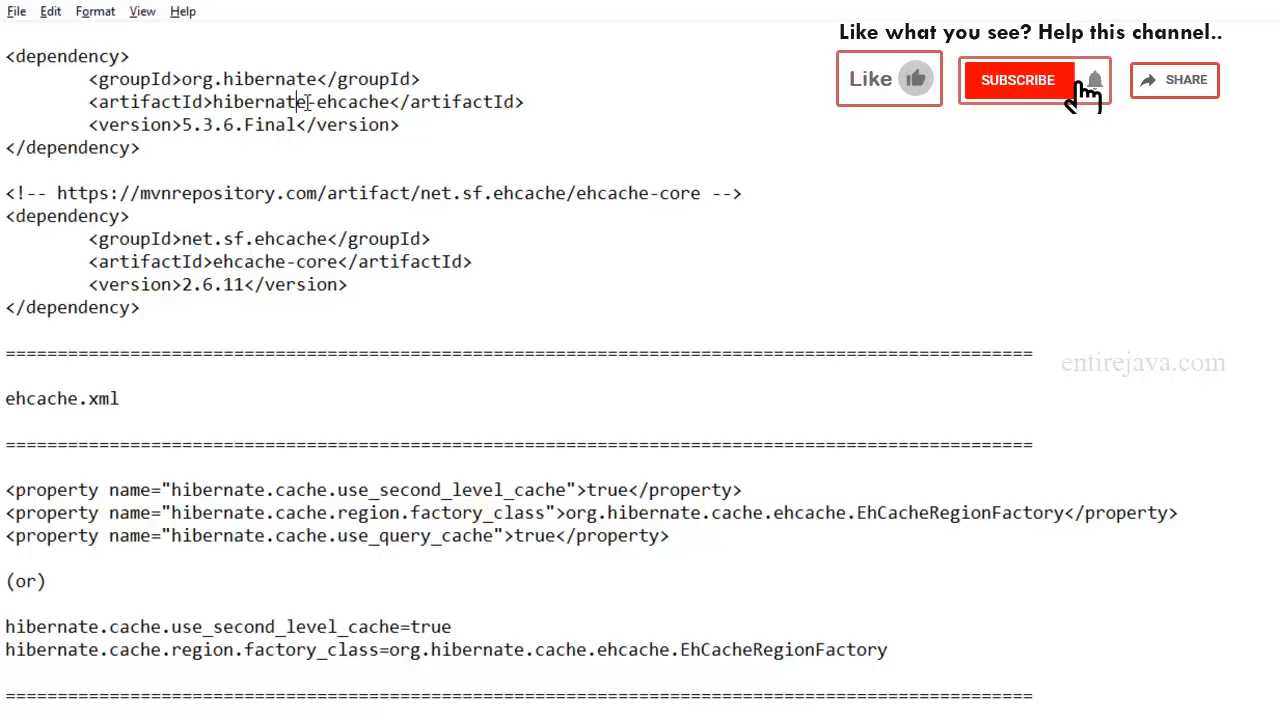 File Edit Format View Help
Like what you see? Help this channel..
Like SUBSCRIBE SHARE
<dependency>
<groupId>org.hibernate</groupId>
<artifactId>hibernate-ehcache</artifactId>
<version>5.3.6.Final</version>
</dependency>
<!-- https://mvnrepository.com/artifact/net.sf.ehcache/ehcache-core -->
<dependency>
<groupId>net.sf.ehcache</groupId>
<artifactId>ehcache-core</artifactId>
<version>2.6.11</version>
</dependency>
===================================================================================================
entirejava.com
ehcache.xml
===================================================================================================
<property name="hibernate.cache.use_second_level_cache">true</property>
<property name="hibernate.cache.region.factory_class">org.hibernate.cache.ehcache.EhCacheRegionFactory</property>
<property name="hibernate.cache.use_query_cache">true</property>
(or)
hibernate.cache.use_second_level_cache=true
hibernate.cache.region.factory_class=org.hibernate.cache.ehcache.EhCacheRegionFactory
===================================================================================================